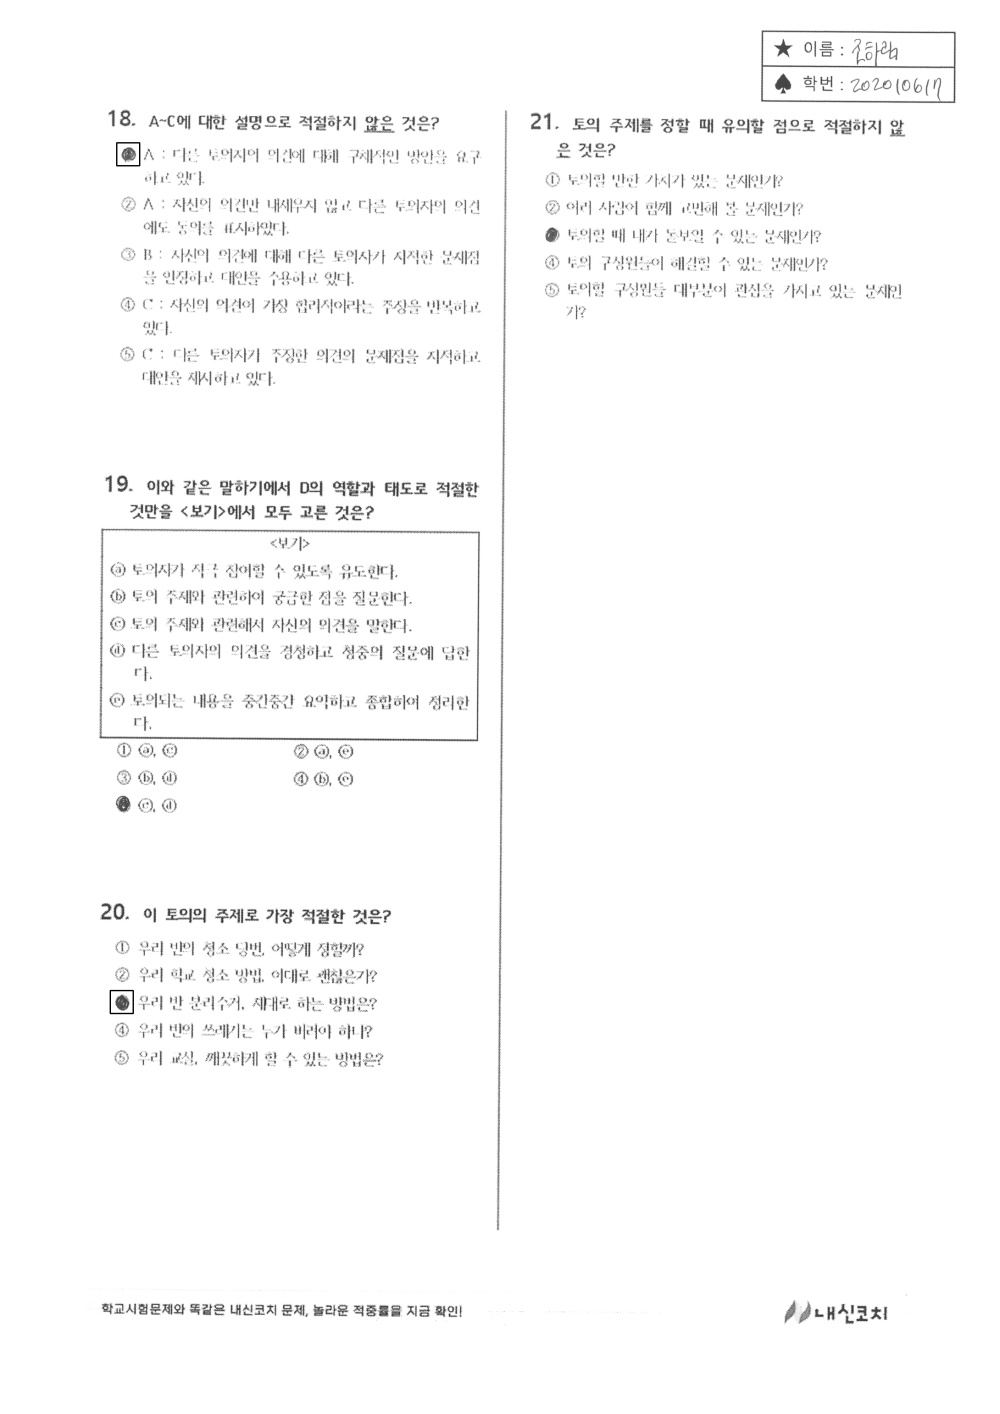 ★ 이름 : 조하람
♠ 학번 : 202010617
18. A~C에 대한 설명으로 적절하지 않은 것은?
A : 다른 토의자의 의견에 대해 구체적인 방안을 요구
하고 있다.
② A : 자신의 의견만 내세우지 않고 다른 토의자의 의견
에도 동의를 표시하였다.
③ B : 자신의 의견에 대해 다른 토의자가 지적한 문제점
을 인정하고 대안을 수용하고 있다.
④ C : 자신의 의견이 가장 합리적이라는 주장을 반복하고
있다.
⑤ C : 다른 토의자가 주장한 의견의 문제점을 지적하고
대안을 제시하고 있다.
19. 이와 같은 말하기에서 D의 역할과 태도로 적절한
것만을 <보기>에서 모두 고른 것은?
<보기>
ⓐ 토의자가 적극 참여할 수 있도록 유도한다.
ⓑ 토의 주제와 관련하여 궁금한 점을 질문한다.
ⓒ 토의 주제와 관련해서 자신의 의견을 말한다.
ⓓ 다른 토의자의 의견을 경청하고 청중의 질문에 답한
다.
ⓔ 토의되는 내용을 중간중간 요약하고 종합하여 정리한
다.
① ⓐ, ⓒ ② ⓐ, ⓔ
③ ⓑ, ⓓ ④ ⓑ, ⓔ
ⓒ, ⓓ
20. 이 토의의 주제로 가장 적절한 것은?
① 우리 반의 청소 당번, 어떻게 정할까?
② 우리 학교 청소 방법, 이대로 괜찮은가?
우리 반 분리수거, 제대로 하는 방법은?
④ 우리 반의 쓰레기는 누가 버려야 하나?
⑤ 우리 교실, 깨끗하게 할 수 있는 방법은?
21. 토의 주제를 정할 때 유의할 점으로 적절하지 않
은 것은?
① 토의할 만한 가치가 있는 문제인가?
② 여러 사람이 함께 고민해 볼 문제인가?
토의할 때 내가 돋보일 수 있는 문제인가?
④ 토의 구성원들이 해결할 수 있는 문제인가?
⑤ 토의할 구성원들 대부분이 관심을 가지고 있는 문제인
가?
학교시험문제와 똑같은 내신코치 문제, 놀라운 적중률을 지금 확인!
내신코치